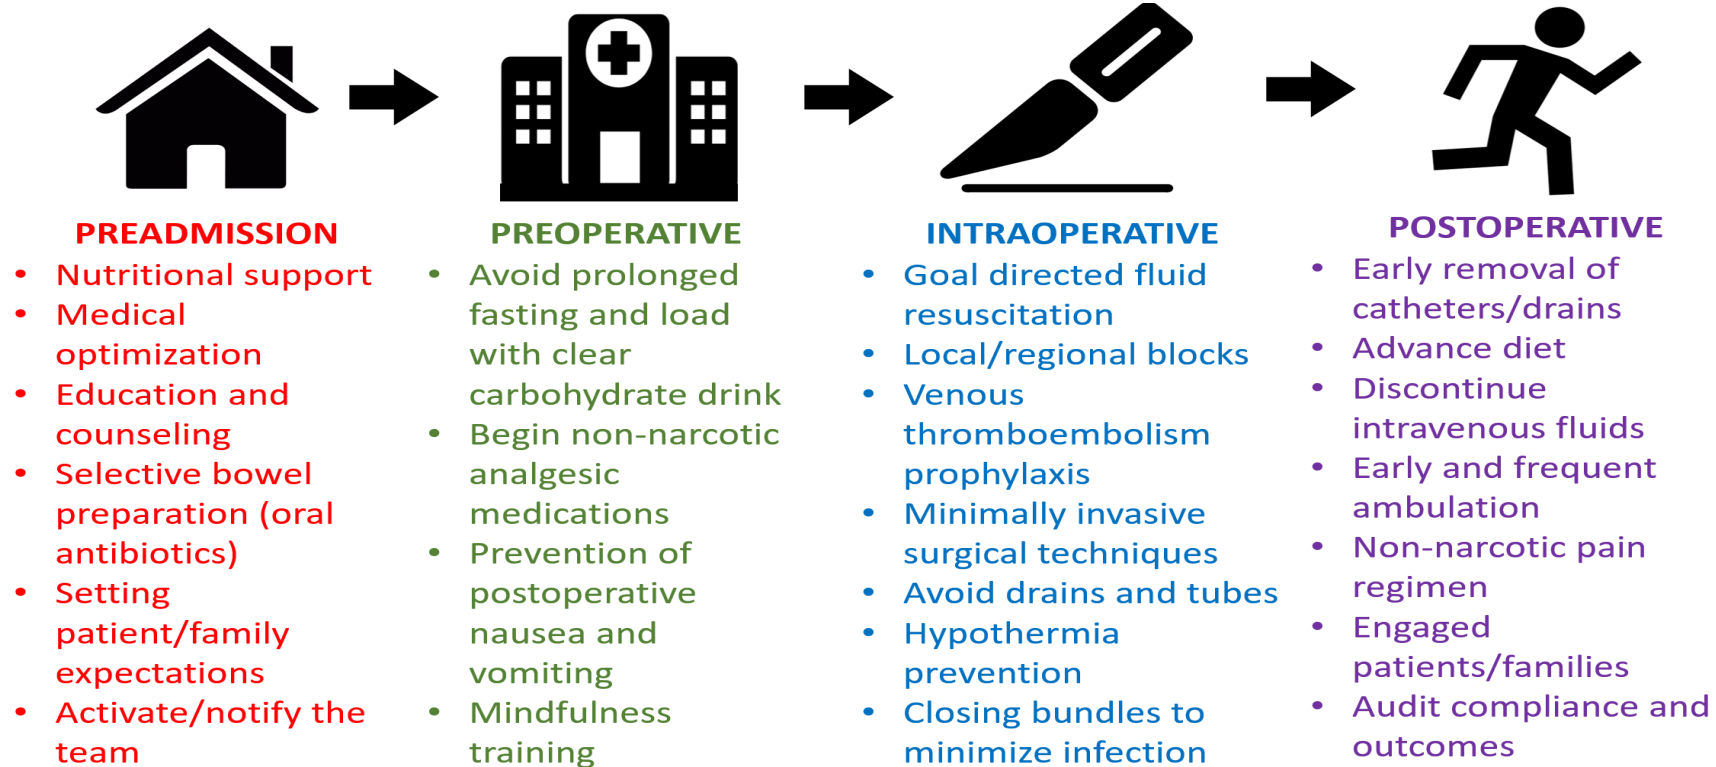 PREADMISSION
• Nutritional support
• Medical
optimization
• Education and
counseling
• Selective bowel
preparation (oral
antibiotics)
• Setting
patient/family
expectations
• Activate/notify the
team
PREOPERATIVE
• Avoid prolonged
fasting and load
with clear
carbohydrate drink
• Begin non-narcotic
analgesic
medications
• Prevention of
postoperative
nausea and
vomiting
• Mindfulness
training
INTRAOPERATIVE
• Goal directed fluid
resuscitation
• Local/regional blocks
• Venous
thromboembolism
prophylaxis
• Minimally invasive
surgical techniques
• Avoid drains and tubes
• Hypothermia
prevention
• Closing bundles to
minimize infection
POSTOPERATIVE
• Early removal of
catheters/drains
• Advance diet
• Discontinue
intravenous fluids
• Early and frequent
ambulation
• Non-narcotic pain
regimen
• Engaged
patients/families
• Audit compliance and
outcomes